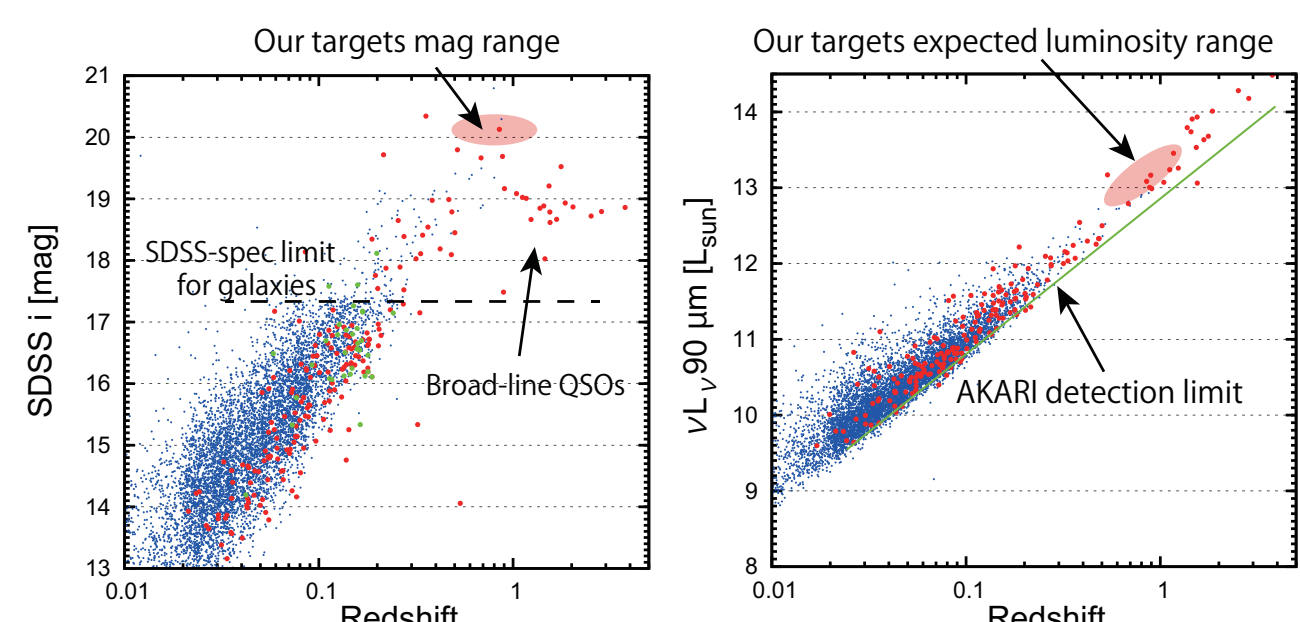 Our targets mag range
21
20
19
18
17
16
15
14
13
SDSS i [mag]
SDSS-spec limit
for galaxies
Broad-line QSOs
0.01
0.1
1
Redshift
Our targets expected luminosity range
14
13
12
11
10
9
8
νLν90 μm [Lsun]
AKARI detection limit
0.01
0.1
1
Redshift